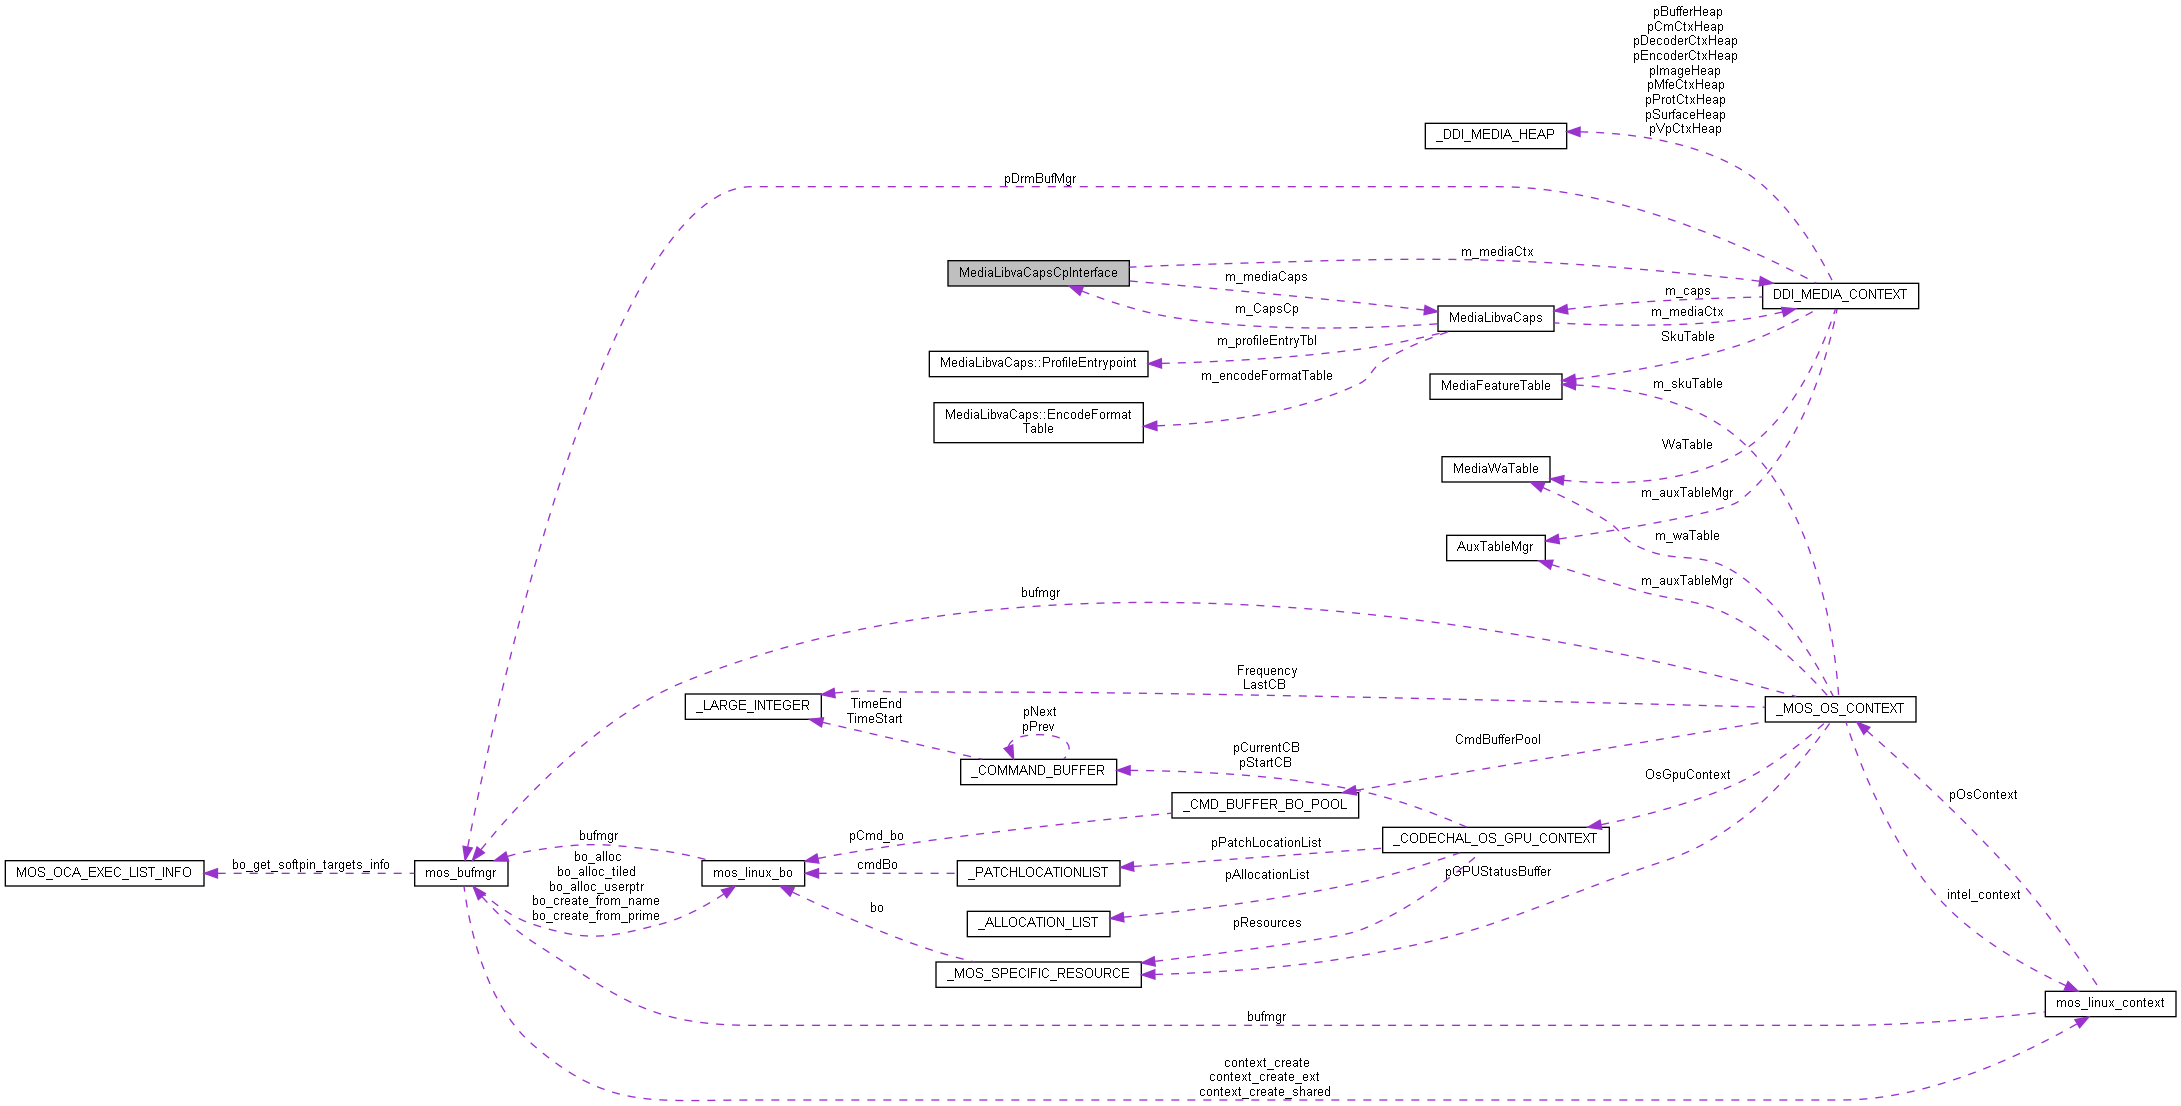 pBufferHeap
pCmCtxHeap
pDecoderCtxHeap
pEncoderCtxHeap
pImageHeap
pMfeCtxHeap
pProtCtxHeap
pSurfaceHeap
pVpCtxHeap
_DDI_MEDIA_HEAP
pDrmBufMgr
m_mediaCtx
MediaLibvaCapsCpInterface
m_mediaCaps
m_caps
DDI_MEDIA_CONTEXT
m_CapsCp
MediaLibvaCaps
m_mediaCtx
m_profileEntryTbl
SkuTable
MediaLibvaCaps::ProfileEntrypoint
m_encodeFormatTable
MediaFeatureTable
m_skuTable
MediaLibvaCaps::EncodeFormat
Table
WaTable
MediaWaTable
m_auxTableMgr
m_waTable
AuxTableMgr
m_auxTableMgr
bufmgr
Frequency
LastCB
_LARGE_INTEGER
TimeEnd
TimeStart
pNext
pPrev
_MOS_OS_CONTEXT
CmdBufferPool
pCurrentCB
pStartCB
_COMMAND_BUFFER
OsGpuContext
pOsContext
_CMD_BUFFER_BO_POOL
pCmd_bo
bufmgr
_CODECHAL_OS_GPU_CONTEXT
pPatchLocationList
bo_get_softpin_targets_info
MOS_OCA_EXEC_LIST_INFO
mos_bufmgr
bo_alloc
bo_alloc_tiled
bo_alloc_userptr
bo_create_from_name
bo_create_from_prime
mos_linux_bo
cmdBo
_PATCHLOCATIONLIST
pAllocationList
pGPUStatusBuffer
intel_context
bo
_ALLOCATION_LIST
pResources
_MOS_SPECIFIC_RESOURCE
mos_linux_context
bufmgr
context_create
context_create_ext
context_create_shared